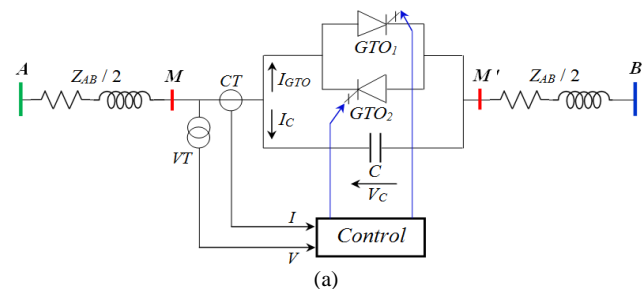 A
Z_AB / 2
M
CT
I_GTO
I_C
GTO_1
GTO_2
M'
Z_AB / 2
B
VT
C
V_C
I
V
Control
(a)